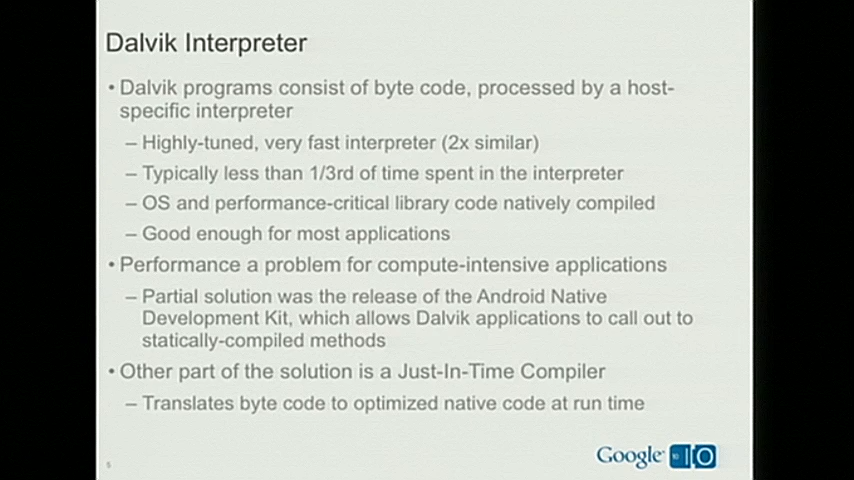 Dalvik Interpreter
• Dalvik programs consist of byte code, processed by a host-
specific interpreter
– Highly-tuned, very fast interpreter (2x similar)
– Typically less than 1/3rd of time spent in the interpreter
– OS and performance-critical library code natively compiled
– Good enough for most applications
• Performance a problem for compute-intensive applications
– Partial solution was the release of the Android Native
Development Kit, which allows Dalvik applications to call out to
statically-compiled methods
• Other part of the solution is a Just-In-Time Compiler
– Translates byte code to optimized native code at run time
5
Google 10 IO